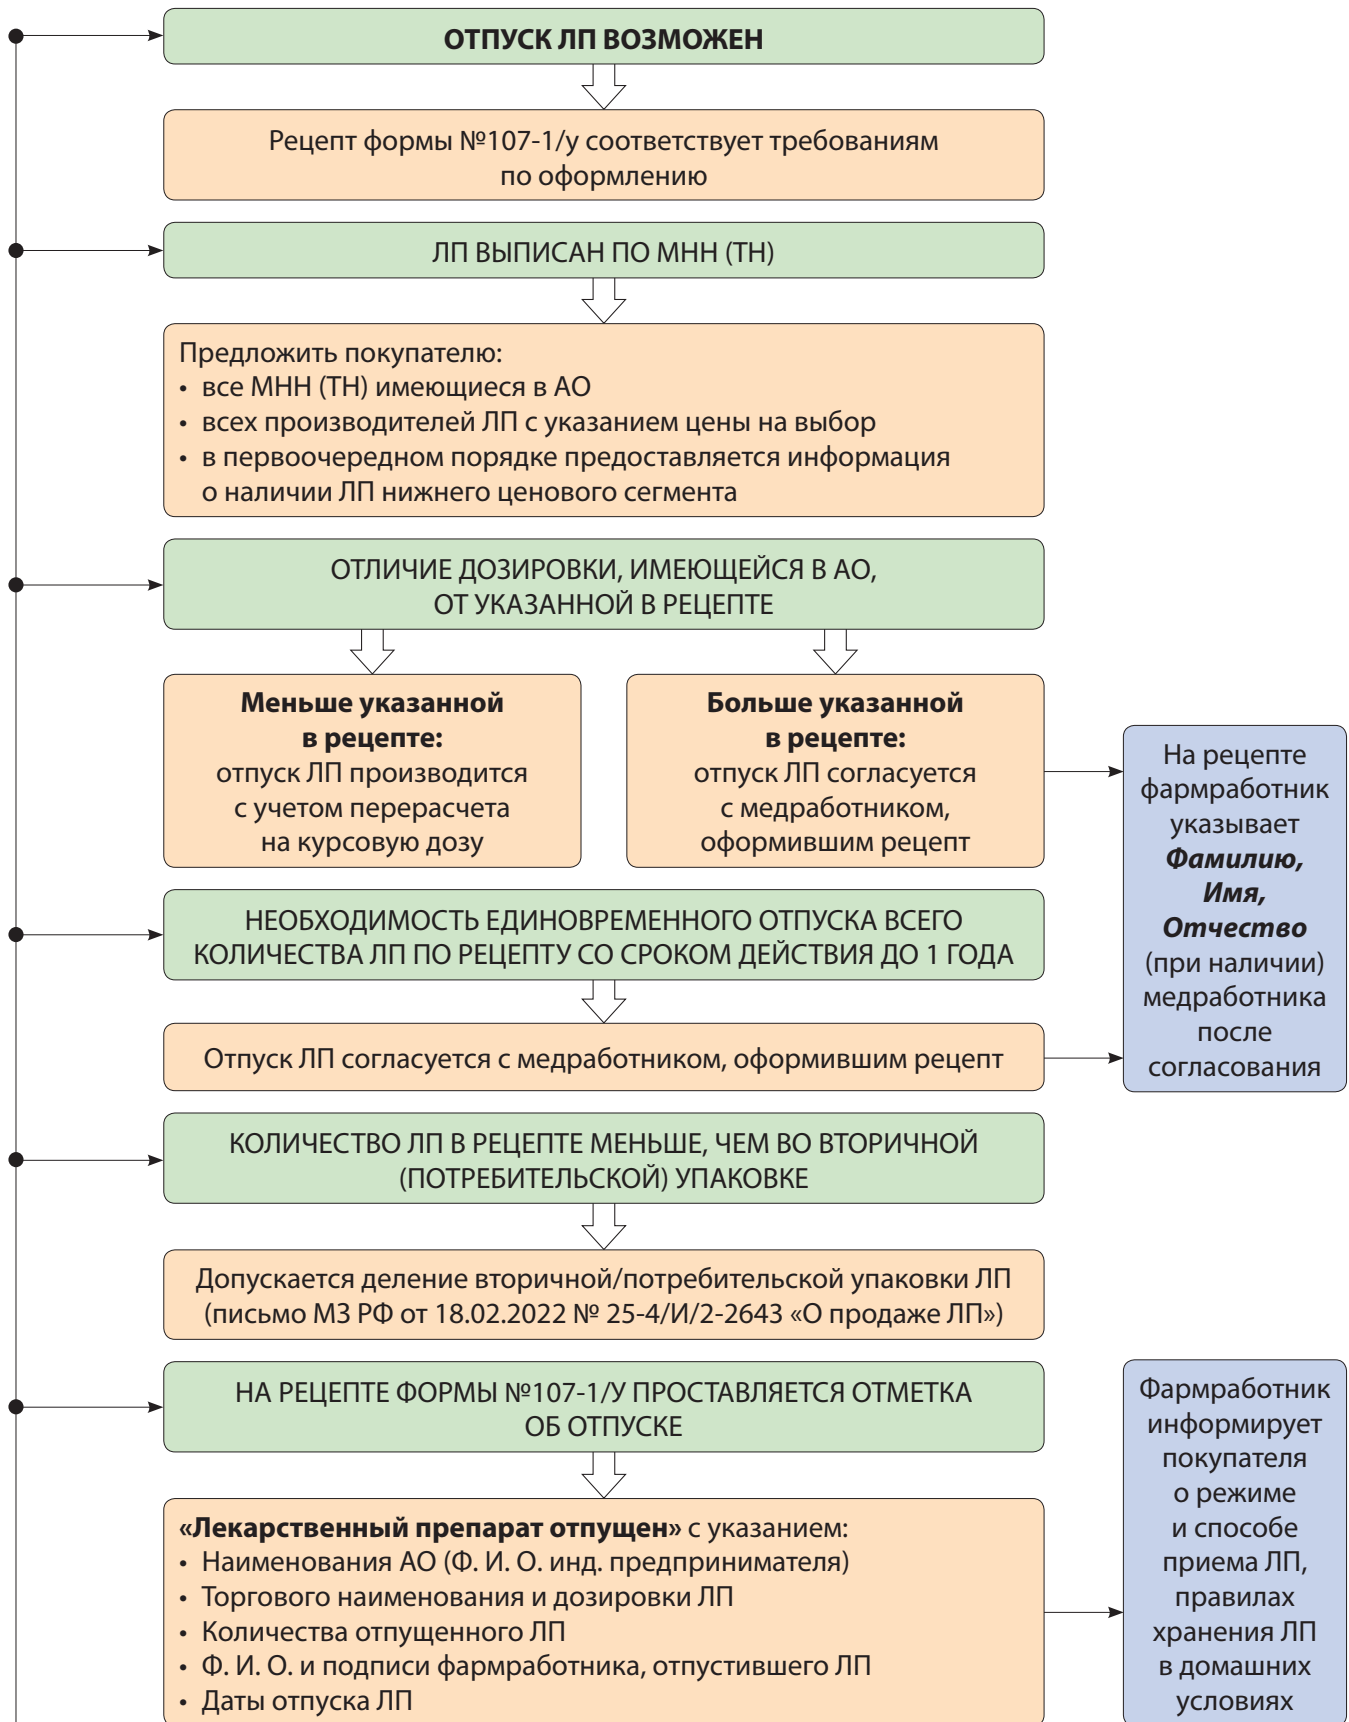 ОТПУСК ЛП ВОЗМОЖЕН
Рецепт формы №107-1/у соответствует требованиям
по оформлению
ЛП ВЫПИСАН ПО МНН (ТН)
Предложить покупателю:
• все МНН (ТН) имеющиеся в АО
• всех производителей ЛП с указанием цены на выбор
• в первоочередном порядке предоставляется информация
о наличии ЛП нижнего ценового сегмента
ОТЛИЧИЕ ДОЗИРОВКИ, ИМЕЮЩЕЙСЯ В АО,
ОТ УКАЗАННОЙ В РЕЦЕПТЕ
Меньше указанной
в рецепте:
отпуск ЛП производится
с учетом перерасчета
на курсовую дозу
Больше указанной
в рецепте:
отпуск ЛП согласуется
с медработником,
оформившим рецепт
На рецепте
фармработник
указывает
Фамилию,
Имя,
Отчество
(при наличии)
медработника
после
согласования
НЕОБХОДИМОСТЬ ЕДИНОВРЕМЕННОГО ОТПУСКА ВСЕГО
КОЛИЧЕСТВА ЛП ПО РЕЦЕПТУ СО СРОКОМ ДЕЙСТВИЯ ДО 1 ГОДА
Отпуск ЛП согласуется с медработником, оформившим рецепт
КОЛИЧЕСТВО ЛП В РЕЦЕПТЕ МЕНЬШЕ, ЧЕМ ВО ВТОРИЧНОЙ
(ПОТРЕБИТЕЛЬСКОЙ) УПАКОВКЕ
Допускается деление вторичной/потребительской упаковки ЛП
(письмо МЗ РФ от 18.02.2022 № 25-4/И/2-2643 «О продаже ЛП»)
НА РЕЦЕПТЕ ФОРМЫ №107-1/У ПРОСТАВЛЯЕТСЯ ОТМЕТКА
ОБ ОТПУСКЕ
«Лекарственный препарат отпущен» с указанием:
• Наименования АО (Ф. И. О. инд. предпринимателя)
• Торгового наименования и дозировки ЛП
• Количества отпущенного ЛП
• Ф. И. О. и подписи фармработника, отпустившего ЛП
• Даты отпуска ЛП
Фармработник
информирует
покупателя
о режиме
и способе
приема ЛП,
правилах
хранения ЛП
в домашних
условиях